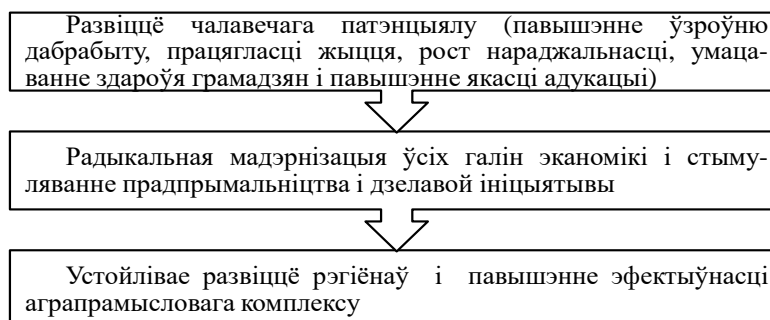 Развіццё чалавечага патэнцыялу (павышэнне ўзроўню
дабрабыту, працягласці жыцця, рост нараджальнасці, умаца-
ванне здароўя грамадзян і павышэнне якасці адукацыі)
Радыкальная мадэрнізацыя ўсіх галін эканомікі і стыму-
ляванне прадпрымальніцтва і дзелавой ініцыятывы
Устойлівае развіццё рэгіёнаў і павышэнне эфектыўнасці
аграпрамысловага комплексу